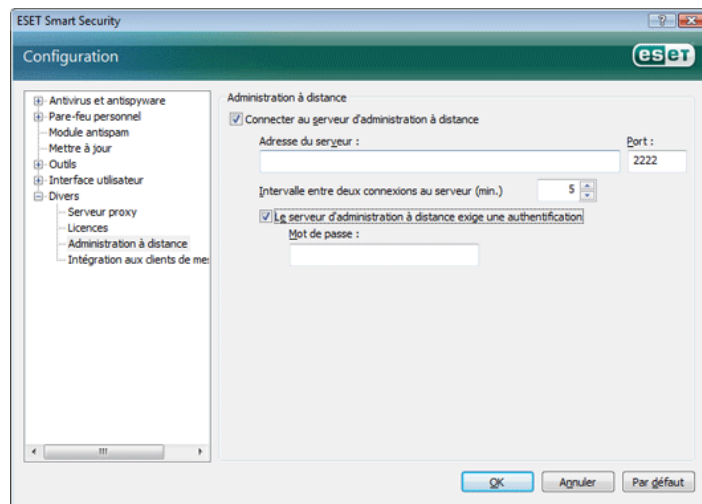 ESET Smart Security
Configuration
eset
Antivirus et antispyware
Pare-feu personnel
Module antispam
Mettre à jour
Outils
Interface utilisateur
Divers
Serveur proxy
Licences
Administration à distance
Intégration aux clients de me
Administration à distance
Connecter au serveur d'administration à distance
Adresse du serveur :
Port :
2222
Intervalle entre deux connexions au serveur (min.)
5
Le serveur d'administration à distance exige une authentification
Mot de passe :
OK
Annuler
Par défaut